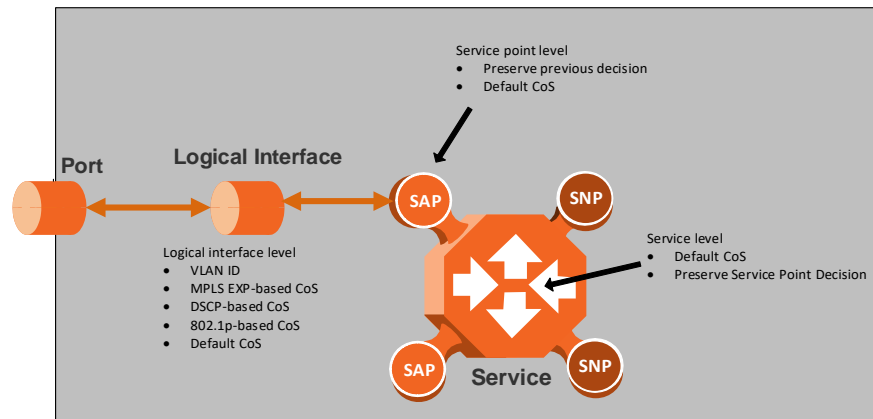 Service point level
• Preserve previous decision
• Default CoS
Port
Logical Interface
SAP
SNP
Logical interface level
• VLAN ID
• MPLS EXP-based CoS
• DSCP-based CoS
• 802.1p-based CoS
• Default CoS
Service level
• Default CoS
• Preserve Service Point Decision
SAP
Service
SNP